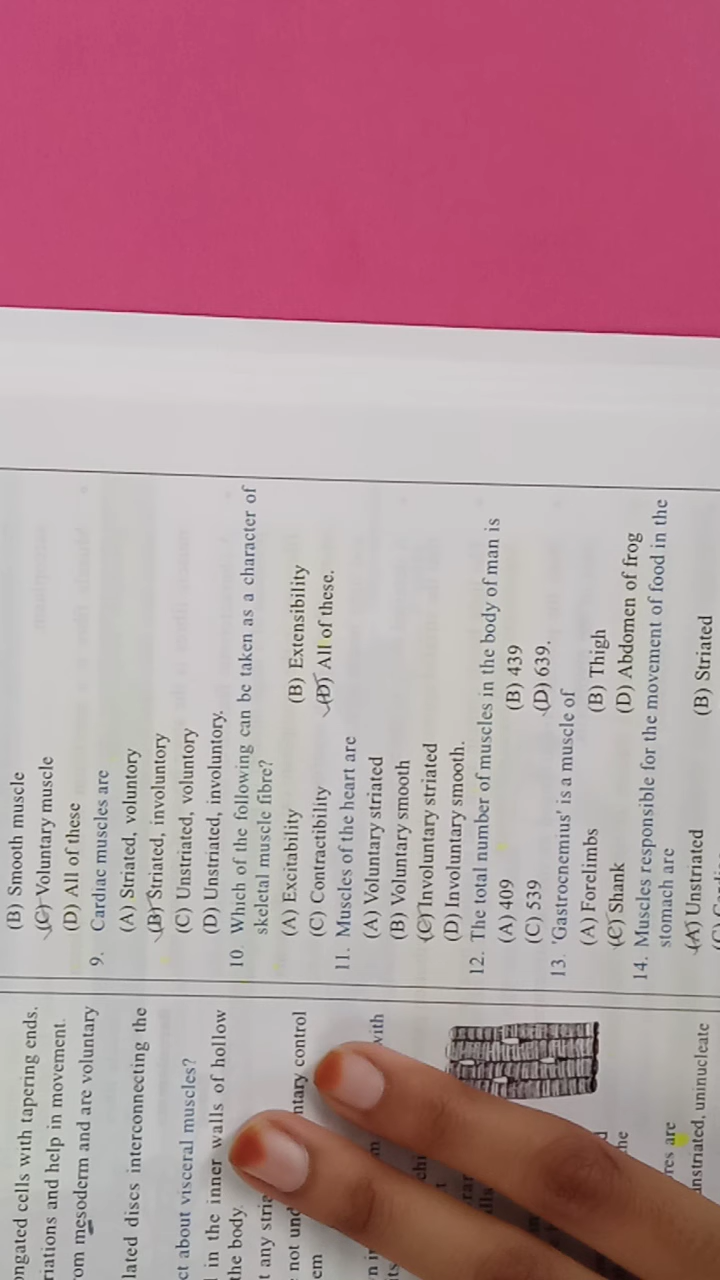 ongated cells with tapering ends.
riations and help in movement.
om mesoderm and are voluntary
lated discs interconnecting the
ct about visceral muscles?
in the inner walls of hollow
the body.
t any stria
not und ntary control
em
with
the
res are
unstriated, uninucleate
(B) Smooth muscle
(C) Voluntary muscle
(D) All of these
9. Cardiac muscles are
(A) Striated, voluntary
(B) Striated, involuntary
(C) Unstriated, voluntary
(D) Unstriated, involuntory.
10. Which of the following can be taken as a character of
skeletal muscle fibre?
(A) Excitability (B) Extensibility
(C) Contractibility (D) All of these.
11. Muscles of the heart are
(A) Voluntary striated
(B) Voluntary smooth
(C) Involuntary striated
(D) Involuntary smooth.
12. The total number of muscles in the body of man is
(A) 409 (B) 439
(C) 539 (D) 639.
13. 'Gastrocnemius' is a muscle of
(A) Forelimbs (B) Thigh
(C) Shank (D) Abdomen of frog
14. Muscles responsible for the movement of food in the
stomach are
(A) Unstriated (B) Striated